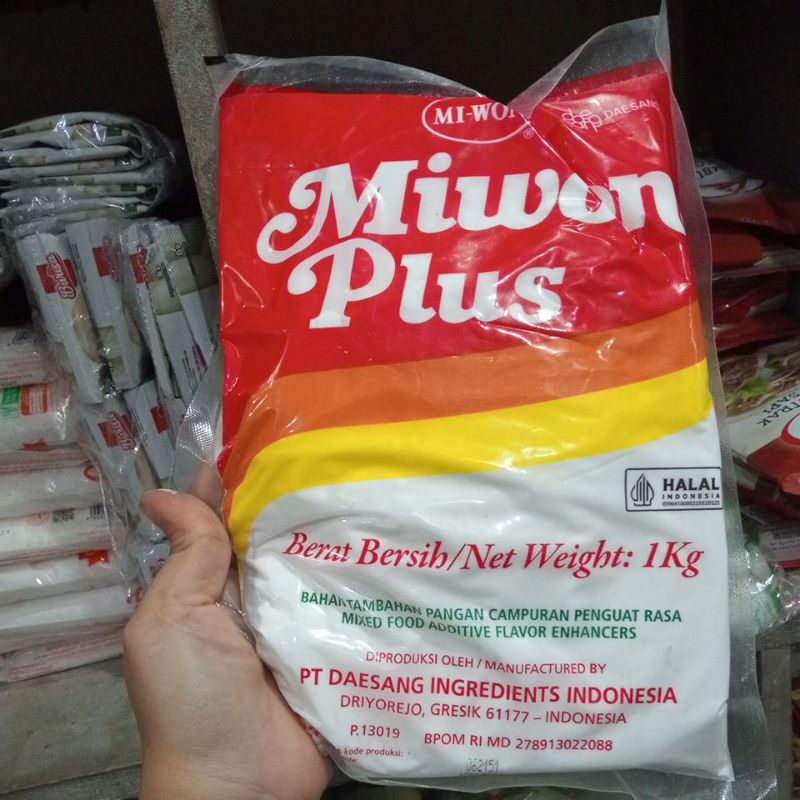 MI-WON
®
DAESANG
Miwon
Plus
HALAL
INDONESIA
Berat Bersih/Net Weight: 1Kg
BAHAN TAMBAHAN PANGAN CAMPURAN PENGUAT RASA
MIXED FOOD ADDITIVE FLAVOR ENHANCERS
DIPRODUKSI OLEH / MANUFACTURED BY
PT DAESANG INGREDIENTS INDONESIA
DRIYOREJO, GRESIK 61177 – INDONESIA
P.13019 BPOM RI MD 278913022088
kode produksi:
062151